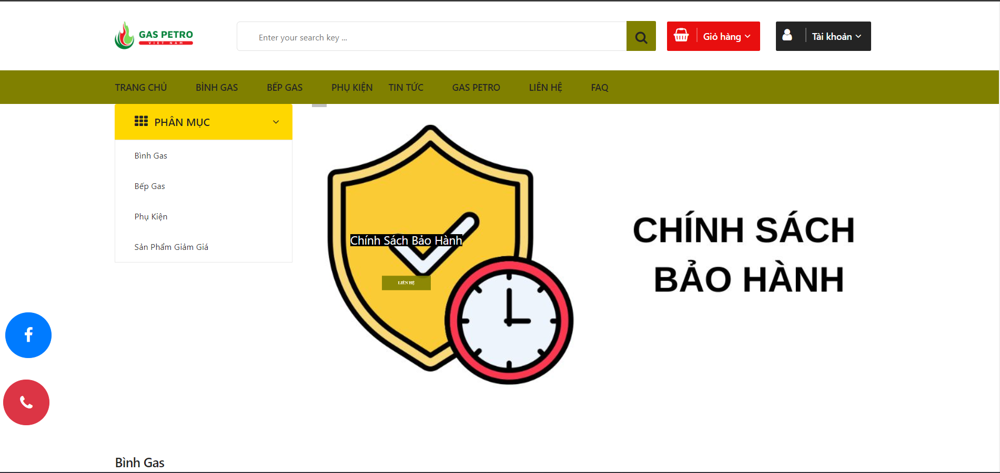 GAS PETRO
VIET NAM
Enter your search key ...
Giỏ hàng
Tài khoản
TRANG CHỦ
BÌNH GAS
BẾP GAS
PHỤ KIỆN
TIN TỨC
GAS PETRO
LIÊN HỆ
FAQ
PHÂN MỤC
Bình Gas
Bếp Gas
Phụ Kiện
Sản Phẩm Giảm Giá
Chính Sách Bảo Hành
LIÊN HỆ
CHÍNH SÁCH
BẢO HÀNH
Bình Gas